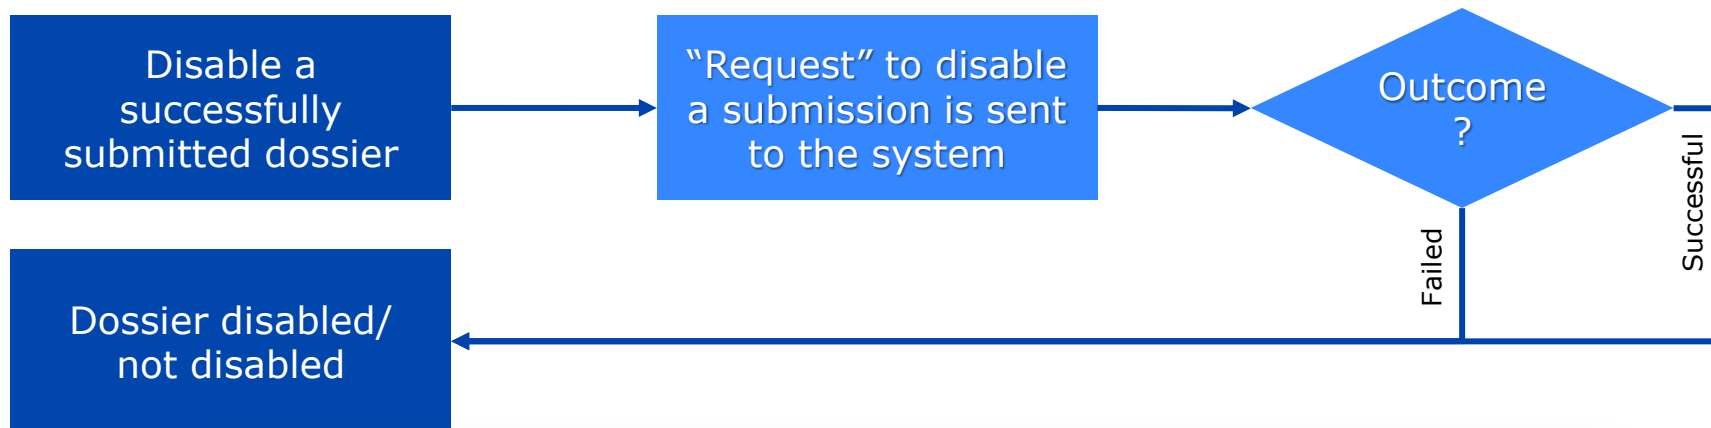 Disable a
successfully
submitted dossier
“Request” to disable
a submission is sent
to the system
Outcome
?
Successful
Failed
Dossier disabled/
not disabled